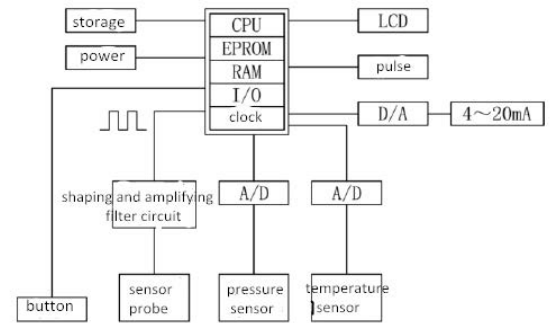 storage
CPU
LCD
power
EPROM
RAM
pulse
I/O
clock
D/A
4～20mA
shaping and amplifying
filter circuit
A/D
A/D
sensor
probe
pressure
sensor
temperature
sensor
button